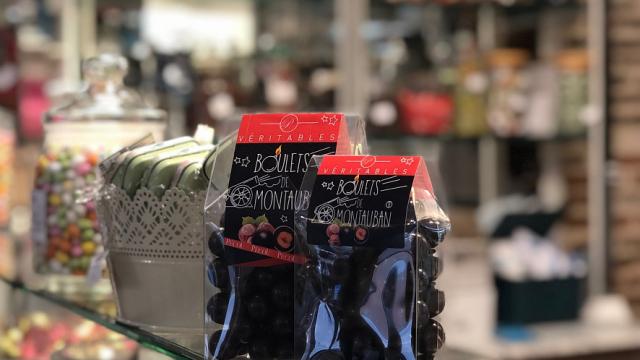 VÉRITABLES
BOULETS
DE
MONTAUB
VÉRITABLES
BOULETS
DE
MONTAUBAN